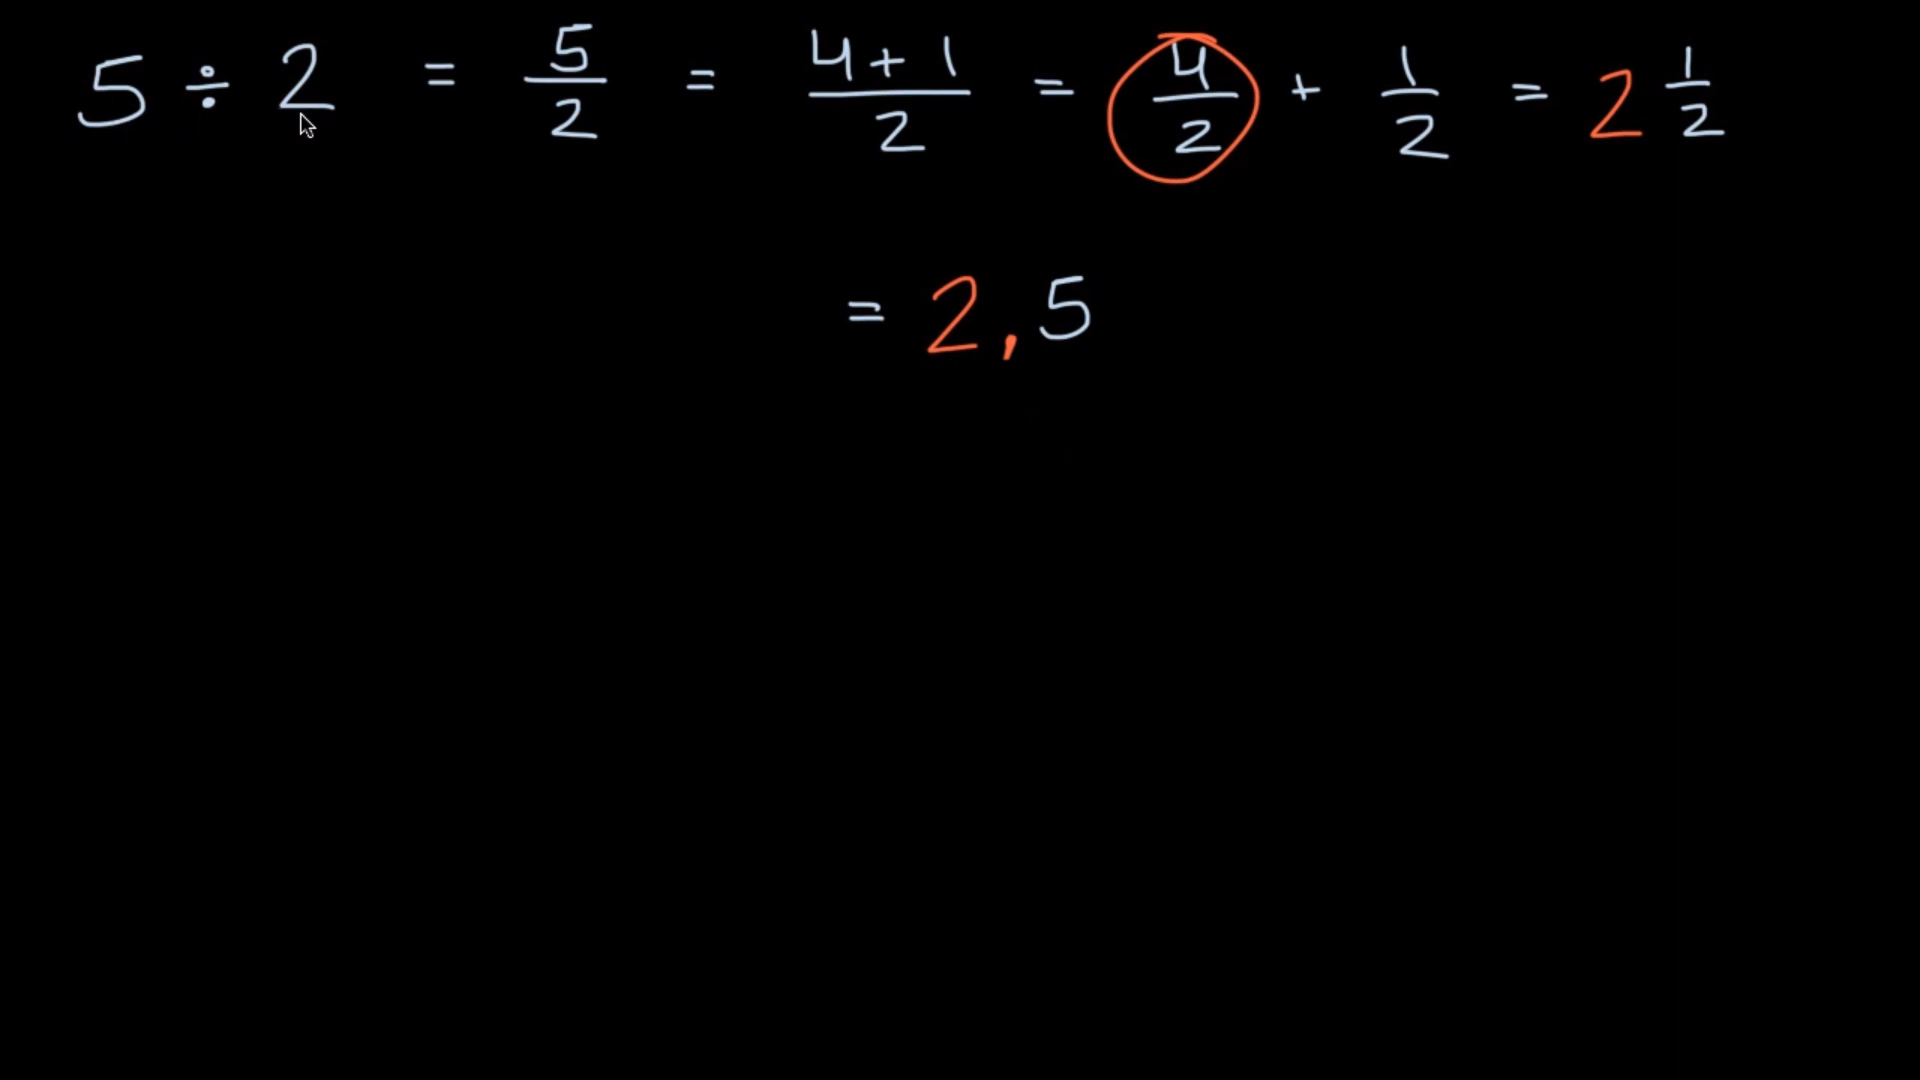 5 ÷ 2 = 5/2 = (4 + 1)/2 = 4/2 + 1/2 = 2 1/2
= 2,5